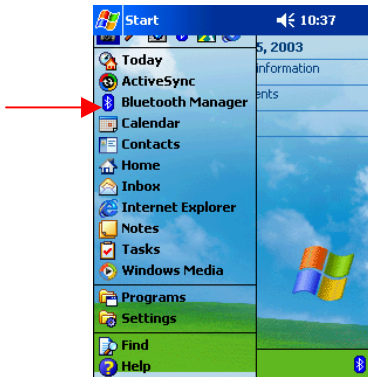 Start 10:37
5, 2003
Today
information
ActiveSync
Bluetooth Manager
ents
Calendar
Contacts
Home
Inbox
Internet Explorer
Notes
Tasks
Windows Media
Programs
Settings
Find
Help